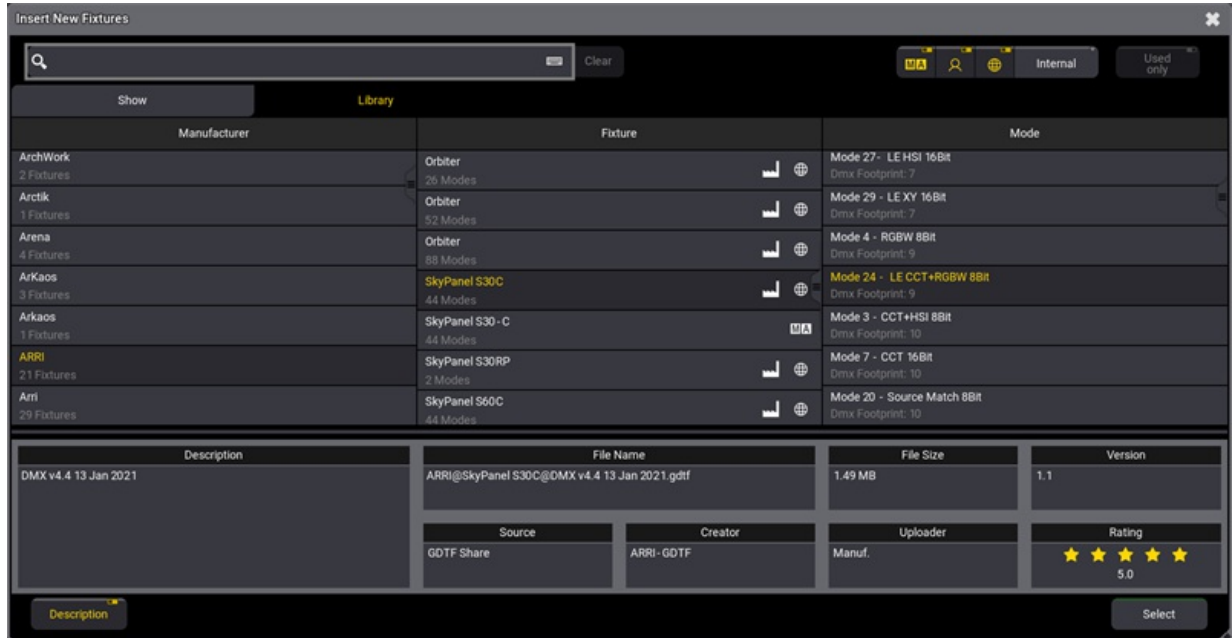 Insert New Fixtures
Clear
MA
Internal
Used
only
Show
Library
Manufacturer
Fixture
Mode
ArchWork
2 Fixtures
Arctik
1 Fixtures
Arena
4 Fixtures
ArKaos
3 Fixtures
Arkaos
1 Fixtures
ARRI
21 Fixtures
Arri
29 Fixtures
Orbiter
26 Modes
Orbiter
52 Modes
Orbiter
88 Modes
SkyPanel S30C
44 Modes
SkyPanel S30-C
44 Modes
MA
SkyPanel S30RP
2 Modes
SkyPanel S60C
44 Modes
Mode 27- LE HSI 16Bit
Dmx Footprint: 7
Mode 29 - LE XY 16Bit
Dmx Footprint: 7
Mode 4 - RGBW 8Bit
Dmx Footprint: 9
Mode 24 - LE CCT+RGBW 8Bit
Dmx Footprint: 9
Mode 3 - CCT+HSI 8Bit
Dmx Footprint: 10
Mode 7 - CCT 16Bit
Dmx Footprint: 10
Mode 20 - Source Match 8Bit
Dmx Footprint: 10
Description
DMX v4.4 13 Jan 2021
File Name
ARRI@SkyPanel S30C@DMX v4.4 13 Jan 2021.gdtf
File Size
1.49 MB
Version
1.1
Source
GDTF Share
Creator
ARRI-GDTF
Uploader
Manuf.
Rating
5.0
Description
Select